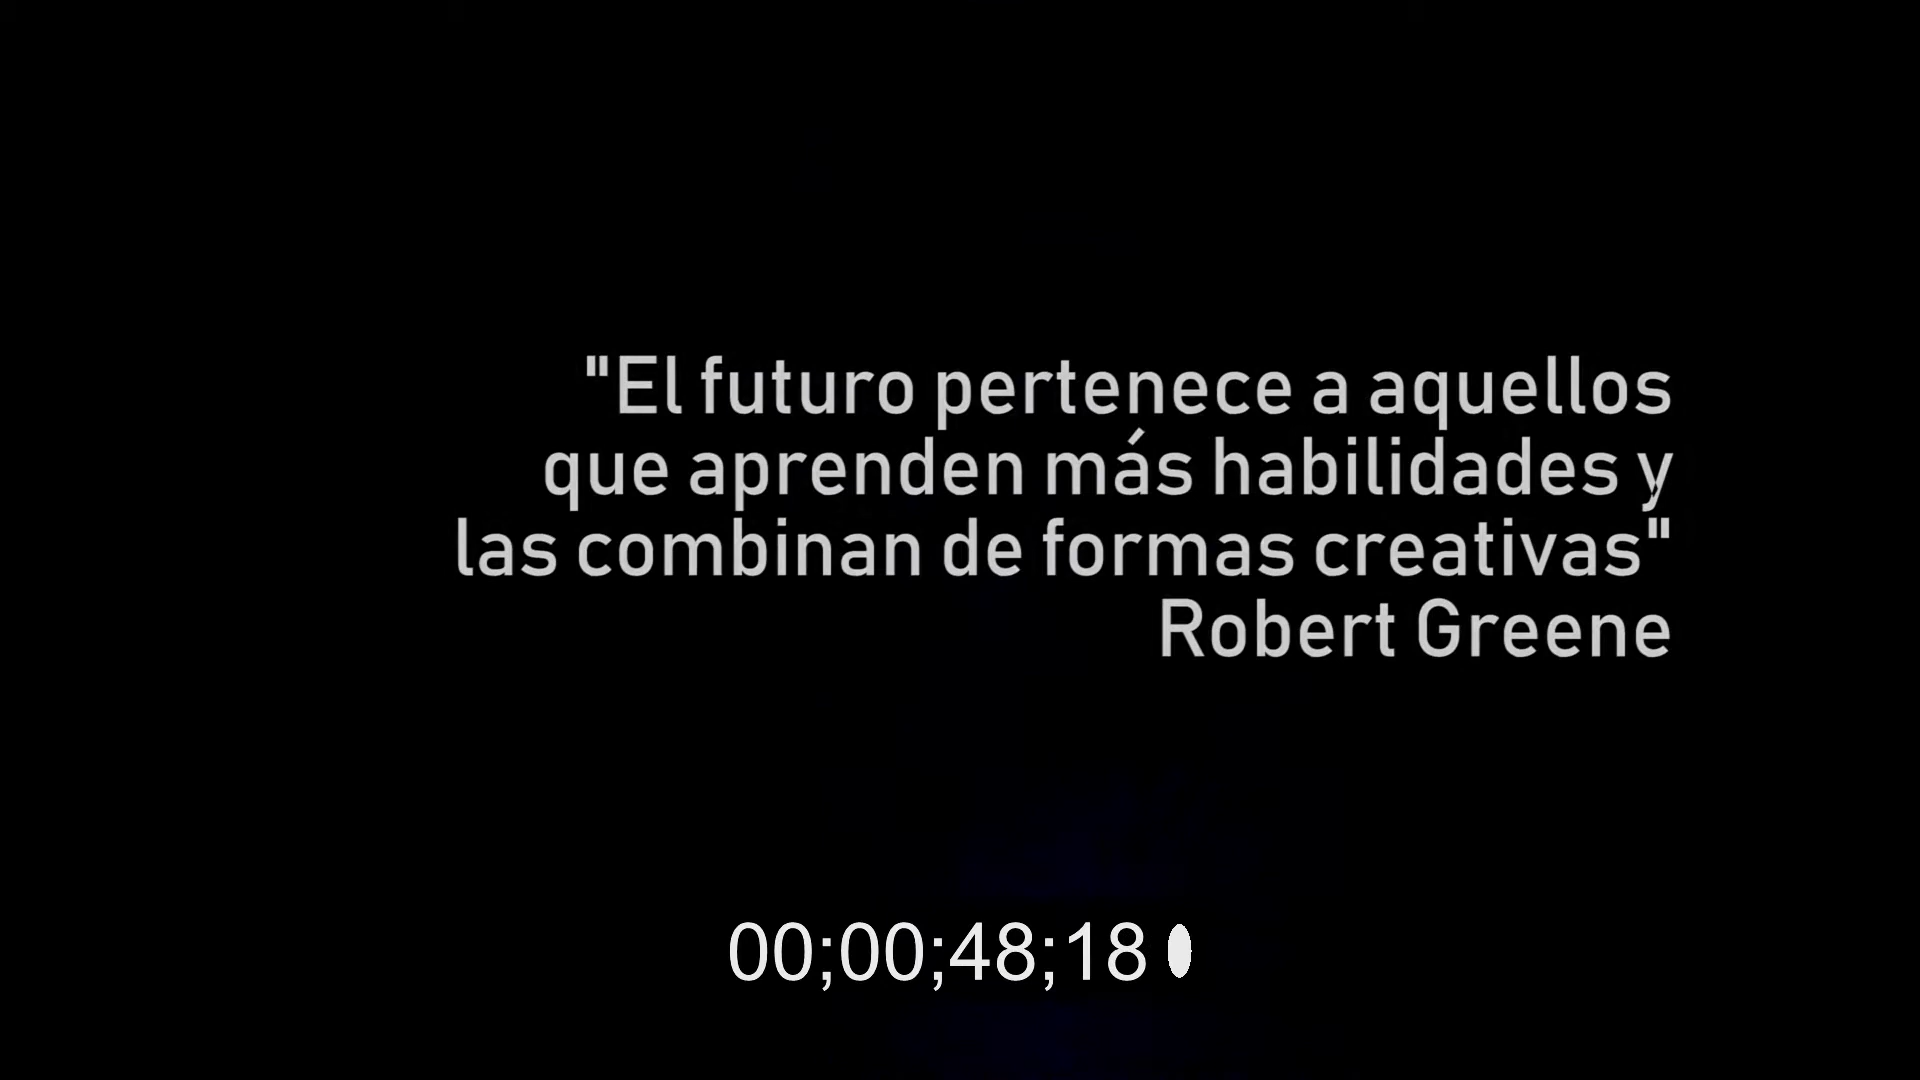 "El futuro pertenece a aquellos
que aprenden más habilidades y
las combinan de formas creativas"
Robert Greene
00;00;48;18